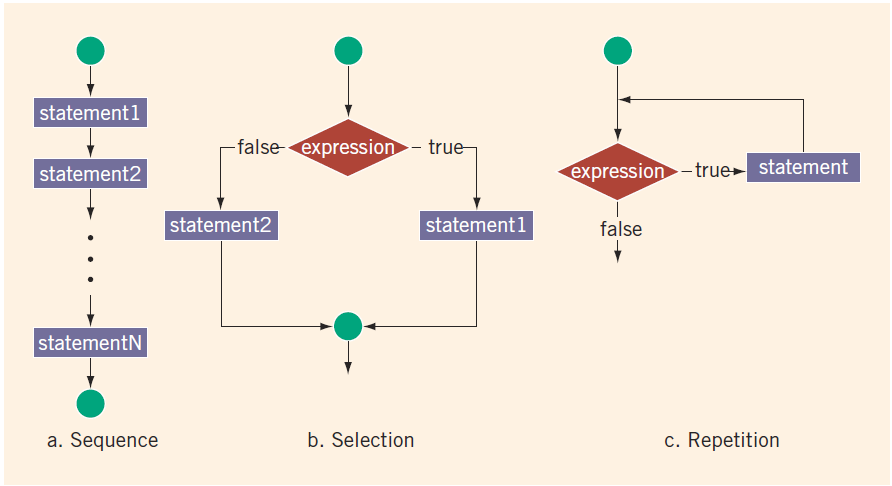 statement1
statement2
statementN
a. Sequence
false
expression
true
statement2
statement1
b. Selection
expression
true
statement
false
c. Repetition